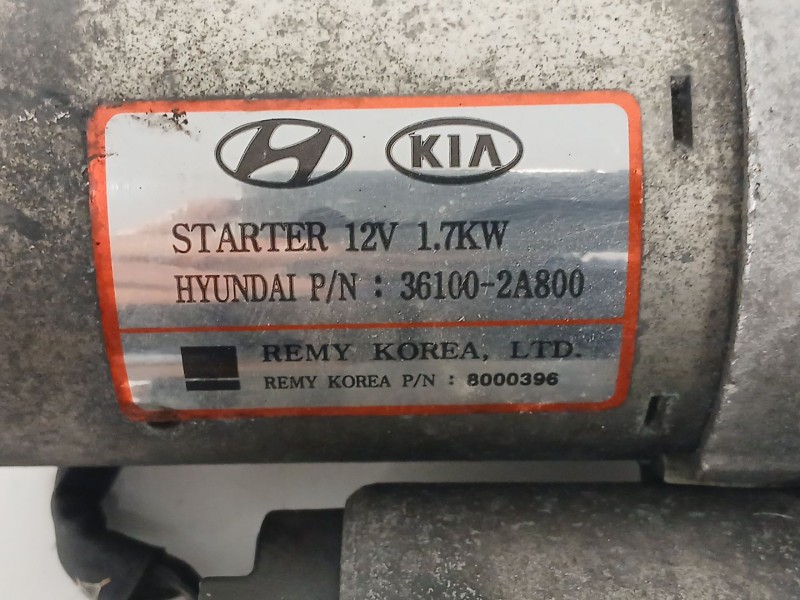 H KIA
STARTER 12V 1.7KW
HYUNDAI P/N : 36100-2A800
REMY KOREA, LTD.
REMY KOREA P/N : 8000396